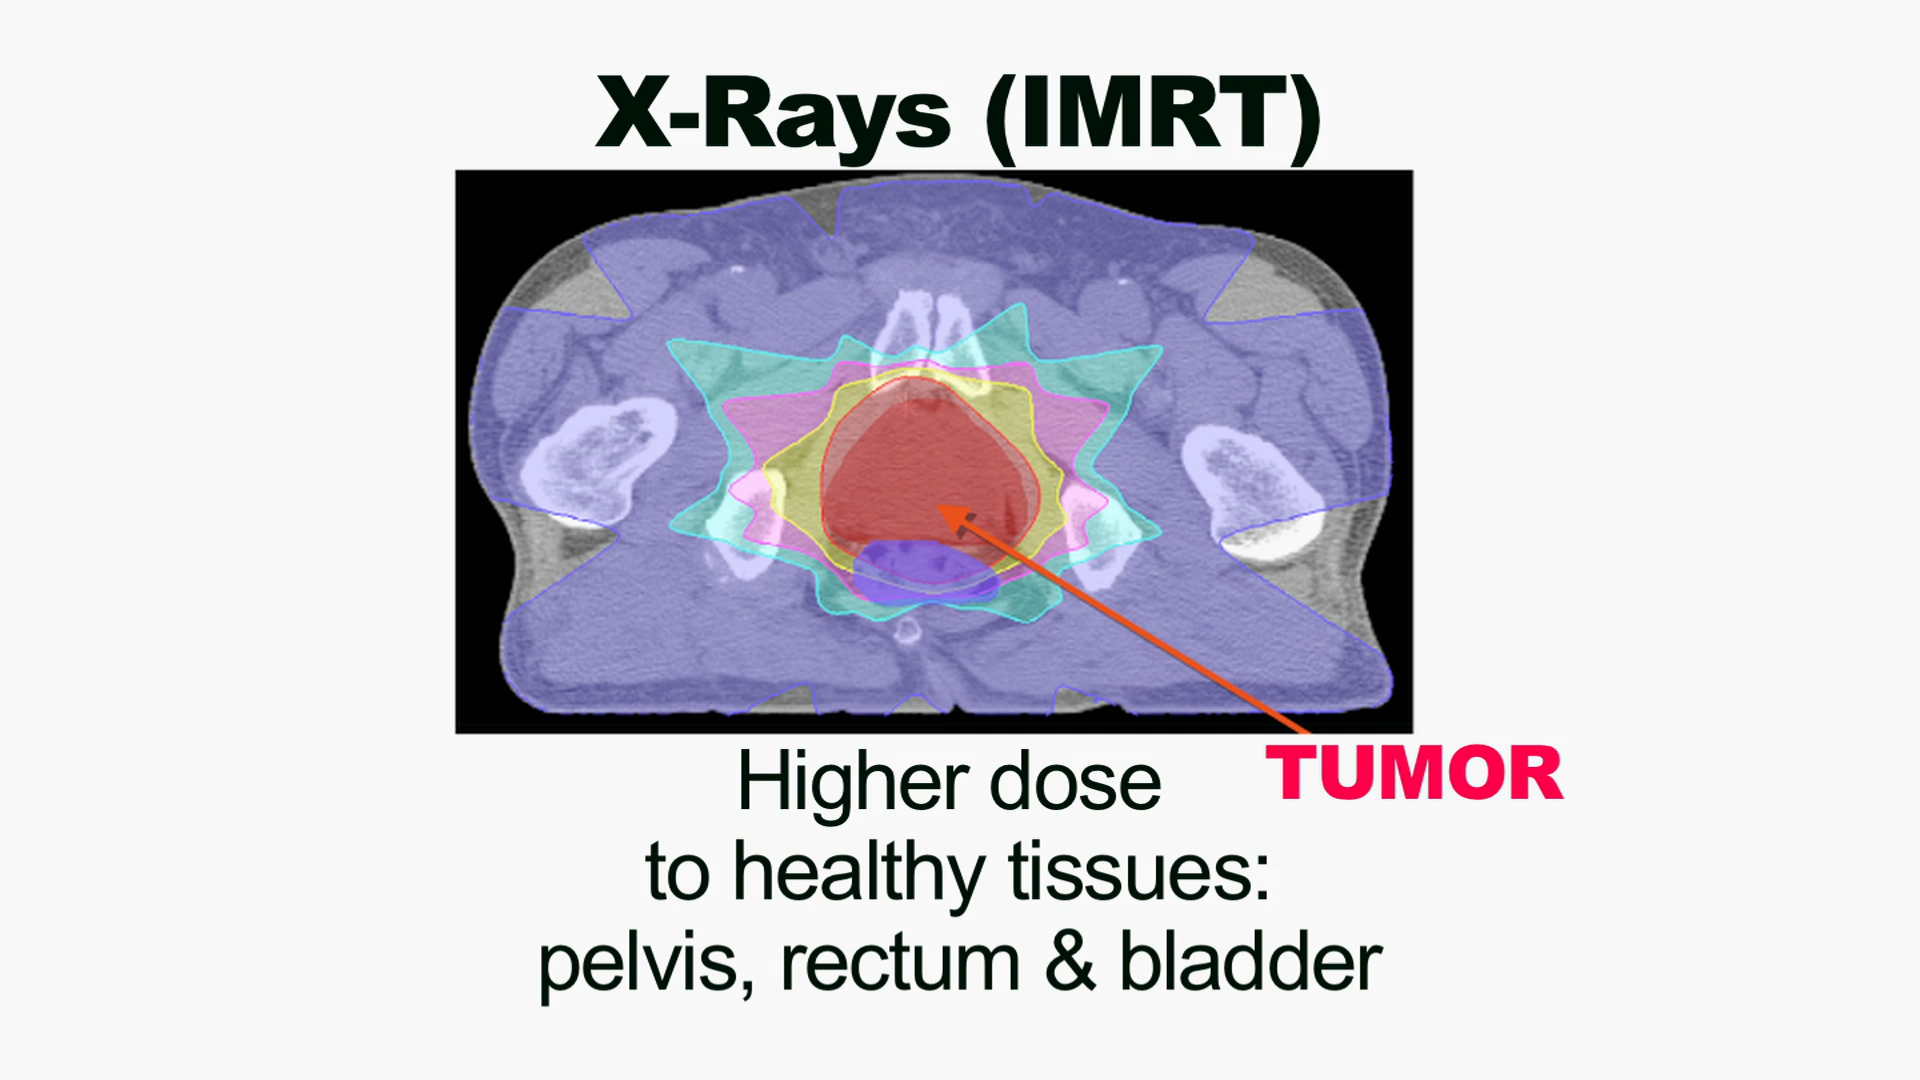 X-Rays (IMRT)
Higher dose
TUMOR
to healthy tissues:
pelvis, rectum & bladder